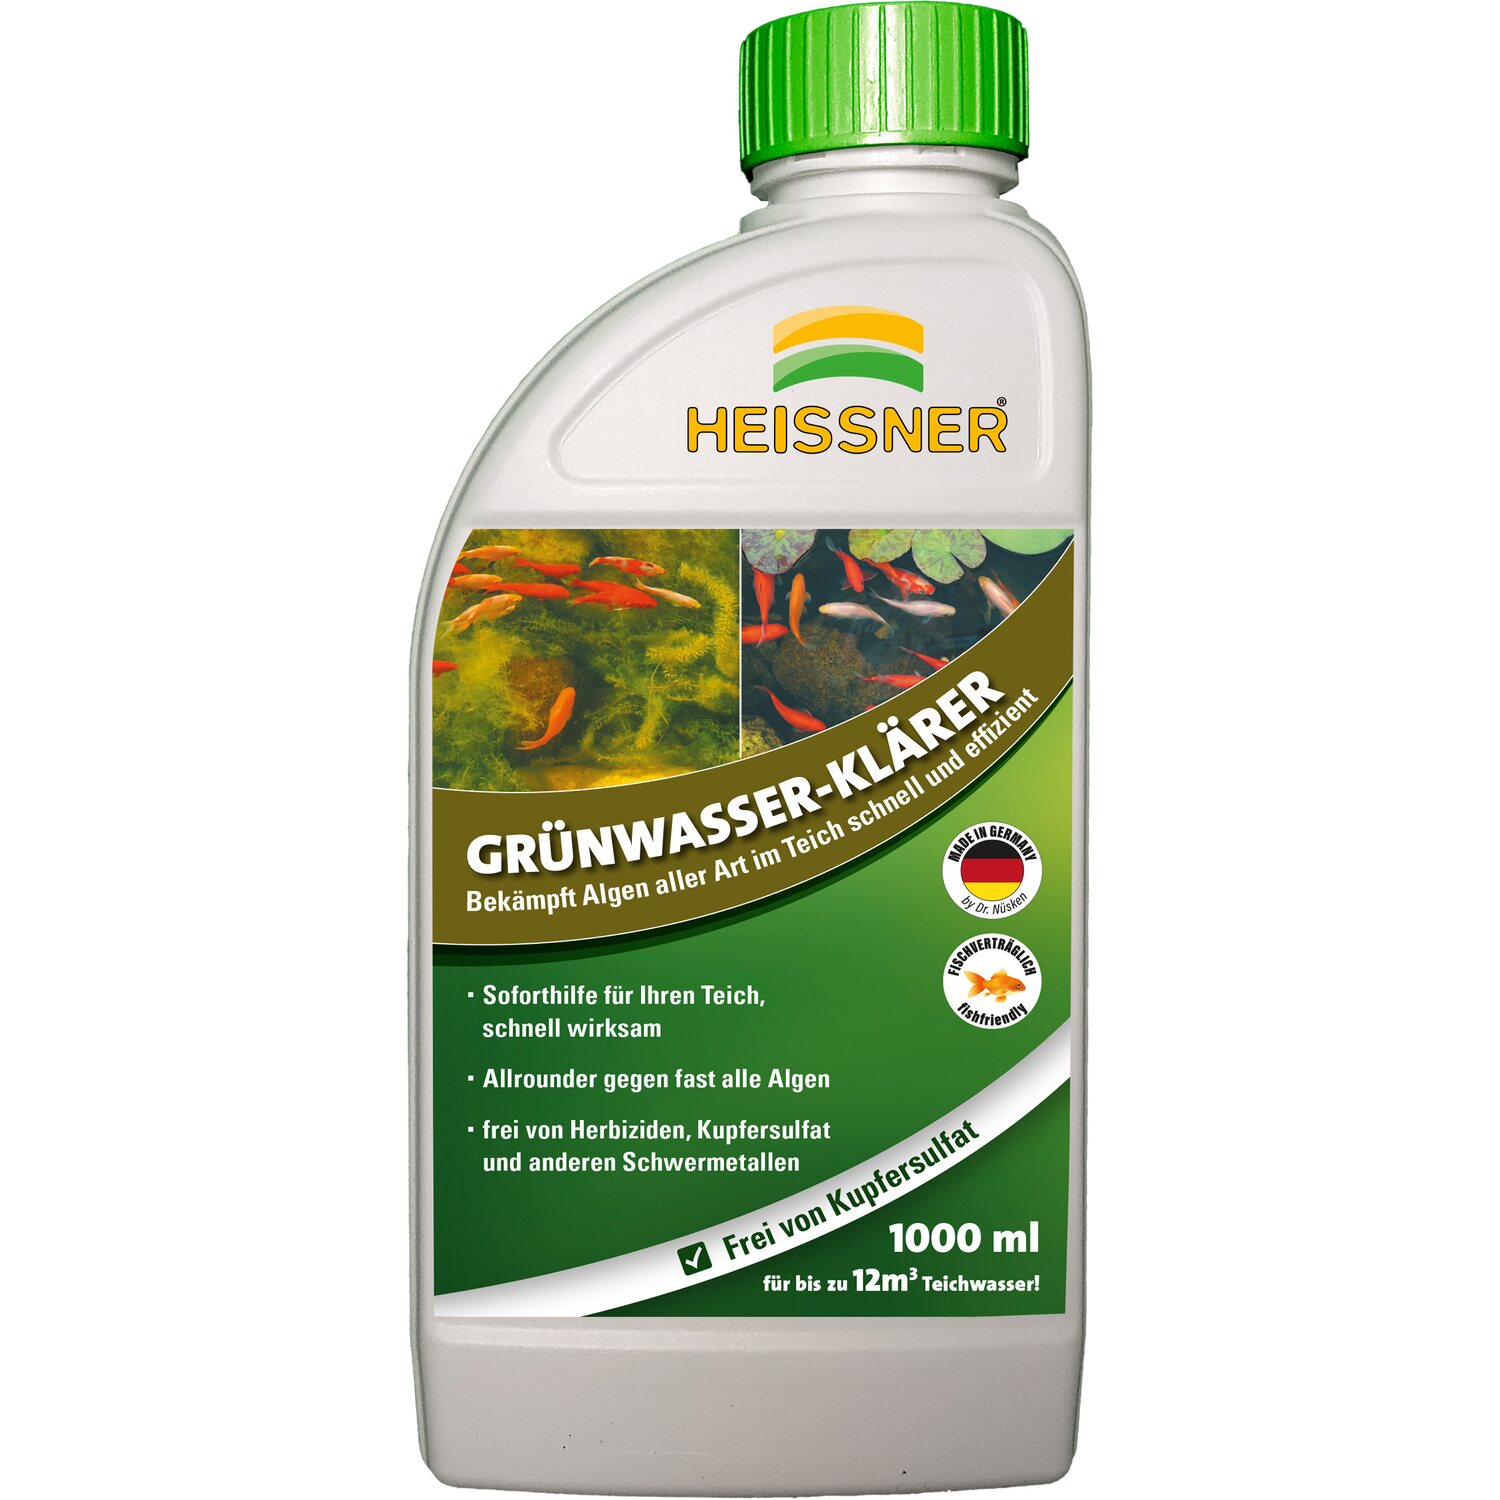 HEISSNER®
GRÜNWASSER-KLÄRER
Bekämpft Algen aller Art im Teich schnell und effizient
MADE IN GERMANY
by Dr. Nüsken
FISCHVERTRÄGLICH
fishfriendly
· Soforthilfe für Ihren Teich,
schnell wirksam
· Allrounder gegen fast alle Algen
· frei von Herbiziden, Kupfersulfat
und anderen Schwermetallen
Frei von Kupfersulfat
1000 ml
für bis zu 12m³ Teichwasser!